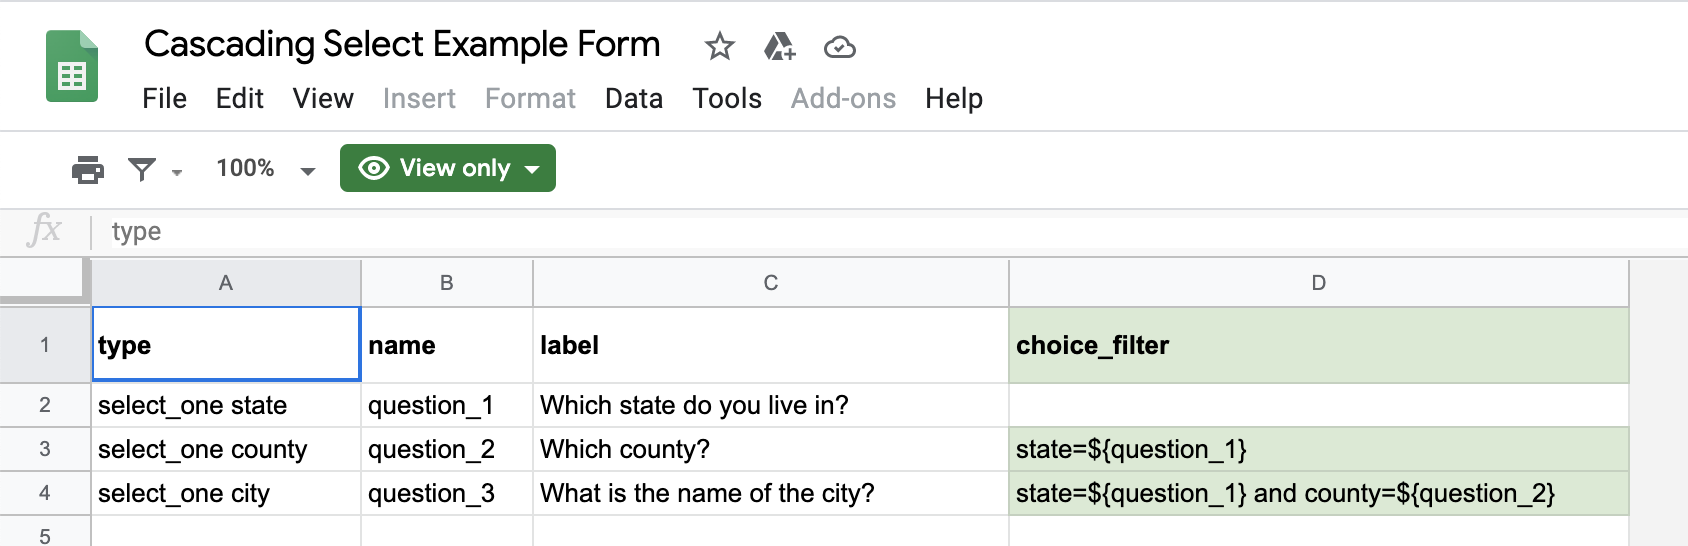 Cascading Select Example Form
File Edit View Insert Format Data Tools Add-ons Help
100% View only
fx type
A B C D
1 type name label choice_filter
2 select_one state question_1 Which state do you live in?
3 select_one county question_2 Which county? state=${question_1}
4 select_one city question_3 What is the name of the city? state=${question_1} and county=${question_2}
5